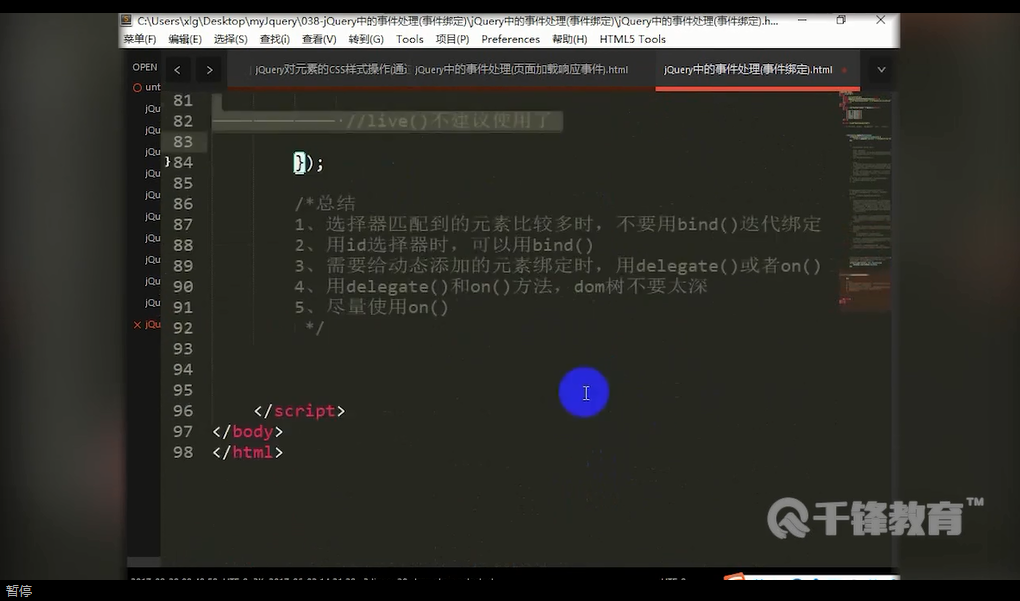 C:\Users\xlg\Desktop\myJquery\038-jQuery中的事件处理(事件绑定)\jQuery中的事件处理(事件绑定)\jQuery中的事件处理(事件绑定).h...
菜单(F) 编辑(E) 选择(S) 查找(i) 查看(V) 转到(G) Tools 项目(P) Preferences 帮助(H) HTML5 Tools
OPEN jQuery对元素的CSS样式操作(通 jQuery中的事件处理(页面加载响应事件).html jQuery中的事件处理(事件绑定).html
unt
jQu
jQu
jQu
jQu
jQu
jQu
jQu
jQu
jQu
jQu
jQu
81
82 //live()不建议使用了
83
84 });
85
86 /*总结
87 1、选择器匹配到的元素比较多时，不要用bind()迭代绑定
88 2、用id选择器时，可以用bind()
89 3、需要给动态添加的元素绑定时，用delegate()或者on()
90 4、用delegate()和on()方法，dom树不要太深
91 5、尽量使用on()
92 */
93
94
95
96 </script>
97 </body>
98 </html>
千锋教育™
暂停